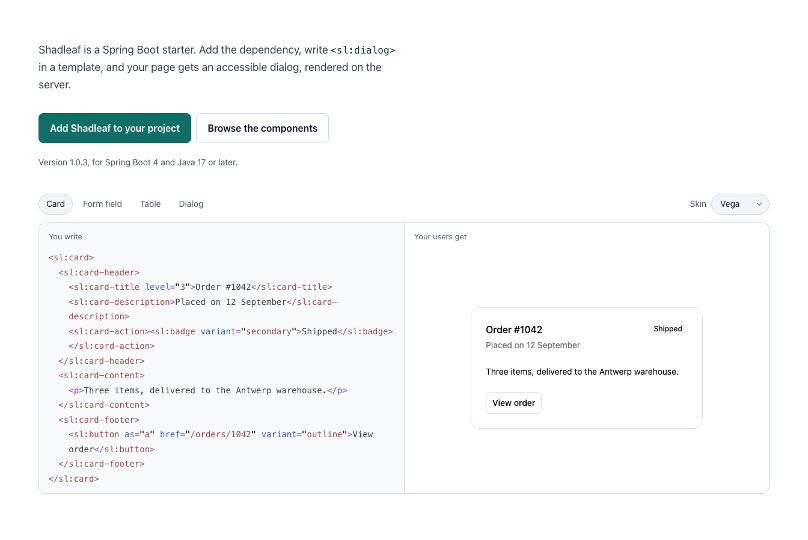 Shadleaf is a Spring Boot starter. Add the dependency, write <sl:dialog>
in a template, and your page gets an accessible dialog, rendered on the
server.
Add Shadleaf to your project
Browse the components
Version 1.0.3, for Spring Boot 4 and Java 17 or later.
Card
Form field
Table
Dialog
Skin
Vega
You write
<sl:card>
<sl:card-header>
<sl:card-title level="3">Order #1042</sl:card-title>
<sl:card-description>Placed on 12 September</sl:card-
description>
<sl:card-action><sl:badge variant="secondary">Shipped</sl:badge>
</sl:card-action>
</sl:card-header>
<sl:card-content>
<p>Three items, delivered to the Antwerp warehouse.</p>
</sl:card-content>
<sl:card-footer>
<sl:button as="a" href="/orders/1042" variant="outline">View
order</sl:button>
</sl:card-footer>
</sl:card>
Your users get
Order #1042
Shipped
Placed on 12 September
Three items, delivered to the Antwerp warehouse.
View order